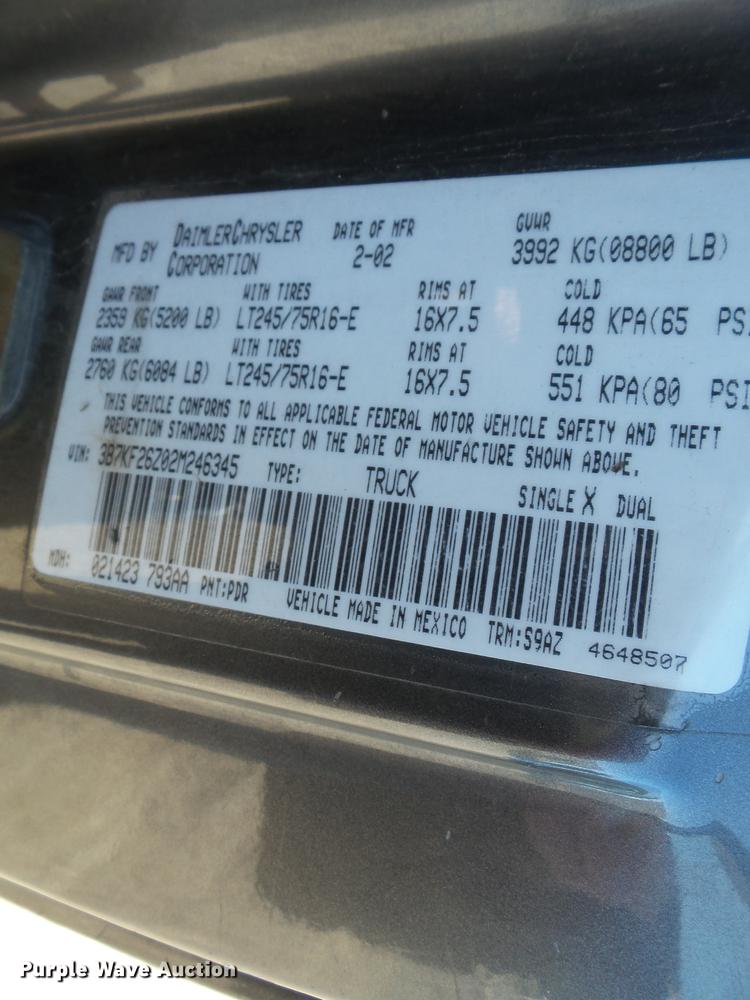 MFD BY DAIMLERCHRYSLER CORPORATION DATE OF MFR 2-02 GVWR 3992 KG(08800 LB)
GAWR FRONT WITH TIRES RIMS AT COLD
2359 KG(5200 LB) LT245/75R16-E 16X7.5 448 KPA(65 PSI
GAWR REAR WITH TIRES RIMS AT COLD
2760 KG(6084 LB) LT245/75R16-E 16X7.5 551 KPA(80 PSI
THIS VEHICLE CONFORMS TO ALL APPLICABLE FEDERAL MOTOR VEHICLE SAFETY AND THEFT
PREVENTION STANDARDS IN EFFECT ON THE DATE OF MANUFACTURE SHOWN ABOVE.
VIN: 3B7KF26Z02M246345 TYPE: TRUCK SINGLE X DUAL
MDH: 021423 793AA PNT:PDR VEHICLE MADE IN MEXICO TRM:S9AZ 4648507
Purple Wave Auction